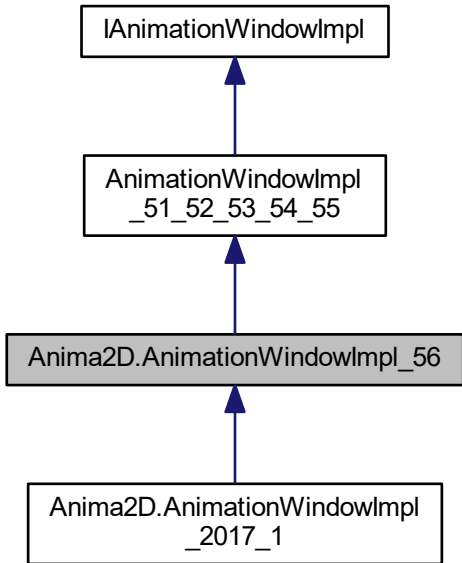 IAnimationWindowImpl
AnimationWindowImpl
_51_52_53_54_55
Anima2D.AnimationWindowImpl_56
Anima2D.AnimationWindowImpl
_2017_1